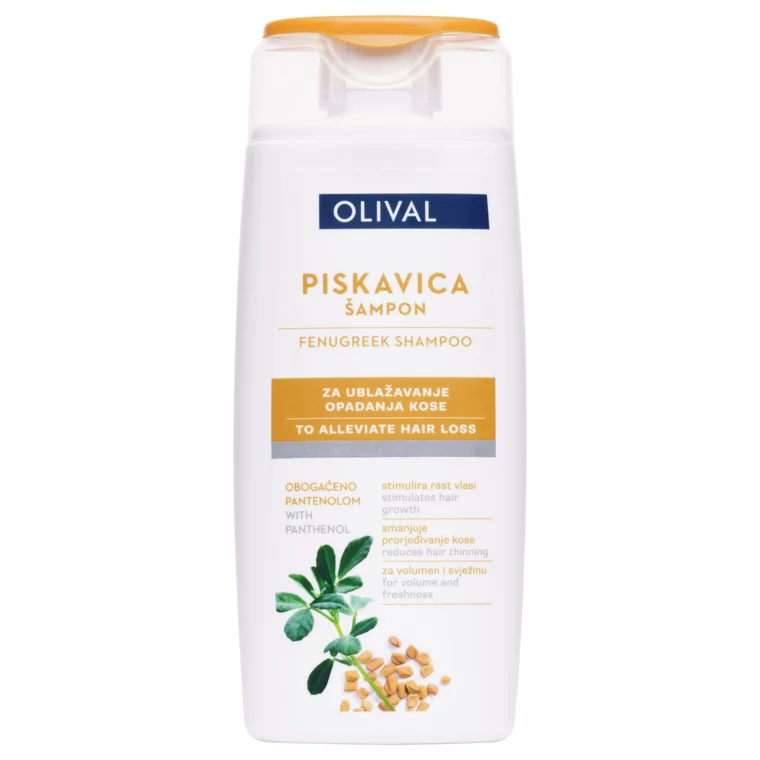 OLIVAL
PISKAVICA
ŠAMPON
FENUGREEK SHAMPOO
ZA UBLAŽAVANJE
OPADANJA KOSE
TO ALLEVIATE HAIR LOSS
OBOGAĆENO
PANTENOLOM
WITH
PANTHENOL
stimulira rast vlasi
stimulates hair
growth
smanjuje
prorjeđivanje kose
reduces hair thinning
za volumen i svježinu
for volume and
freshness